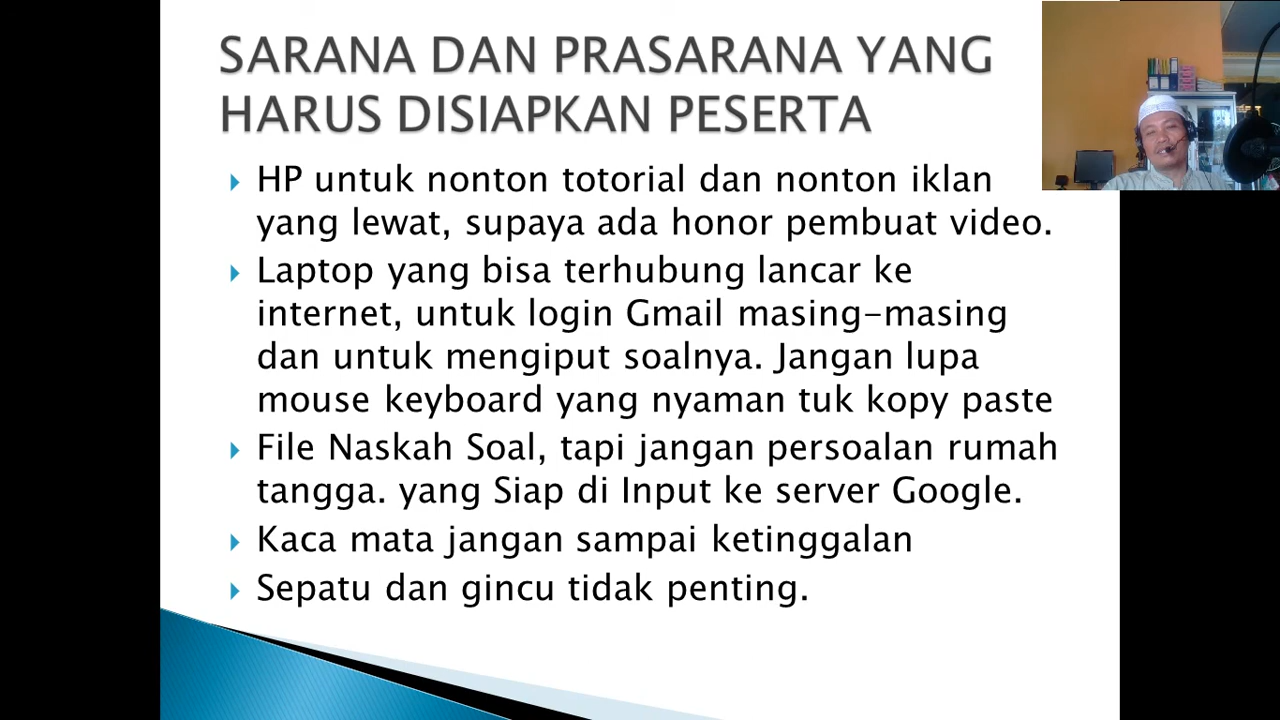 SARANA DAN PRASARANA YANG
HARUS DISIAPKAN PESERTA
HP untuk nonton totorial dan nonton iklan
yang lewat, supaya ada honor pembuat video.
Laptop yang bisa terhubung lancar ke
internet, untuk login Gmail masing-masing
dan untuk mengiput soalnya. Jangan lupa
mouse keyboard yang nyaman tuk kopy paste
File Naskah Soal, tapi jangan persoalan rumah
tangga. yang Siap di Input ke server Google.
Kaca mata jangan sampai ketinggalan
Sepatu dan gincu tidak penting.